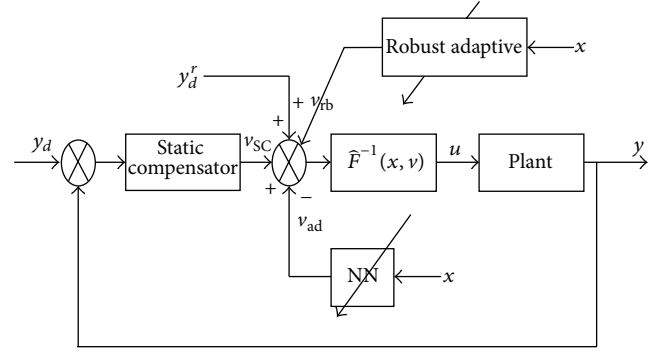 Robust adaptive
x
y_d^r
+
+
v_rb
y_d
Static
compensator
v_SC
+
−
F̂^{-1}(x, v)
u
Plant
y
v_ad
NN
x